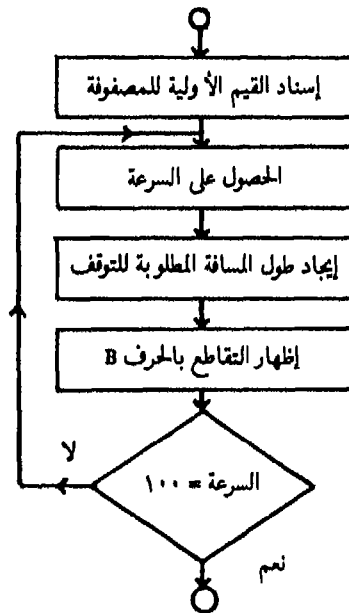 إسناد القيم الأولية للمصفوفة
الحصول على السرعة
إيجاد طول المسافة المطلوبة للتوقف
إظهار التقاطع بالحرف B
السرعة = ١٠٠
لا
نعم